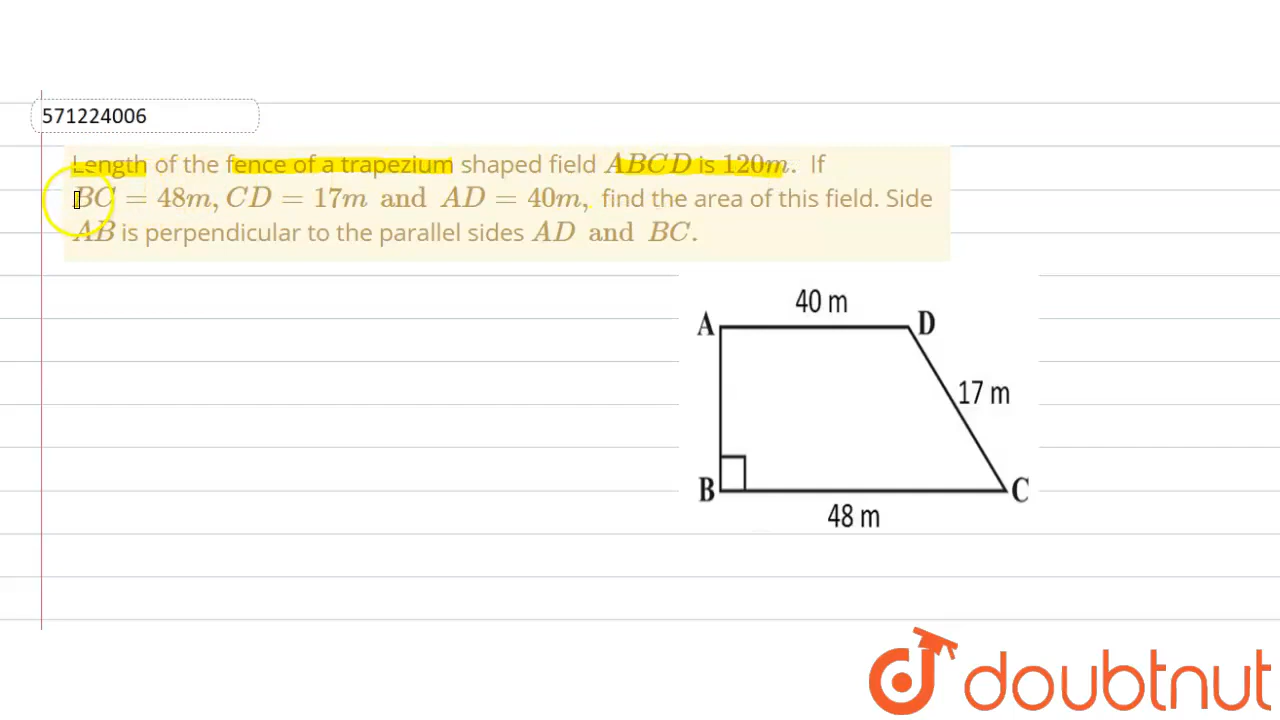 571224006
Length of the fence of a trapezium shaped field ABCD is 120m. If
BC = 48m, CD = 17m and AD = 40m, find the area of this field. Side
AB is perpendicular to the parallel sides AD and BC.
40 m
A D
17 m
B C
48 m
doubtnut